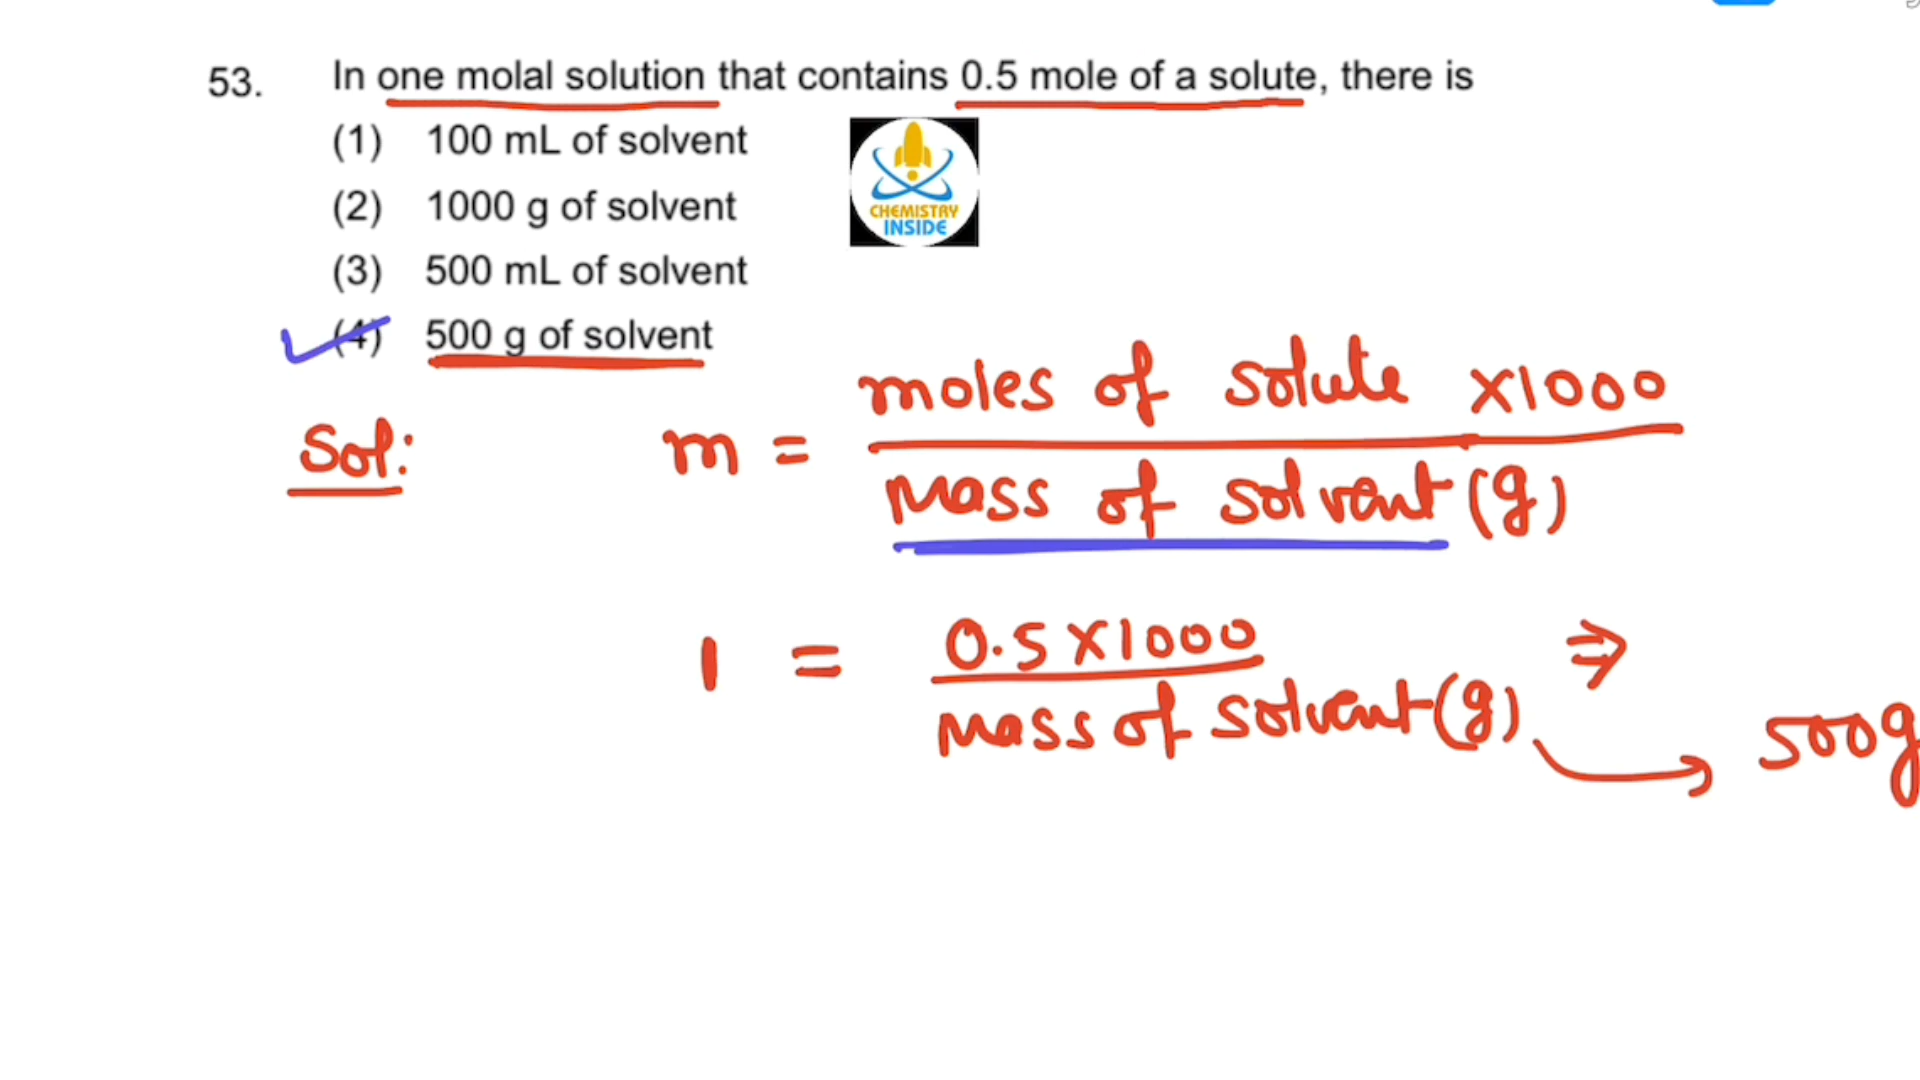 53. In one molal solution that contains 0.5 mole of a solute, there is
(1) 100 mL of solvent
(2) 1000 g of solvent
(3) 500 mL of solvent
(4) 500 g of solvent
CHEMISTRY
INSIDE
Sol:
m = moles of solute ×1000
Mass of solvent (g)
1 = 0.5×1000 ⇒
Mass of solvent (g) → 500g